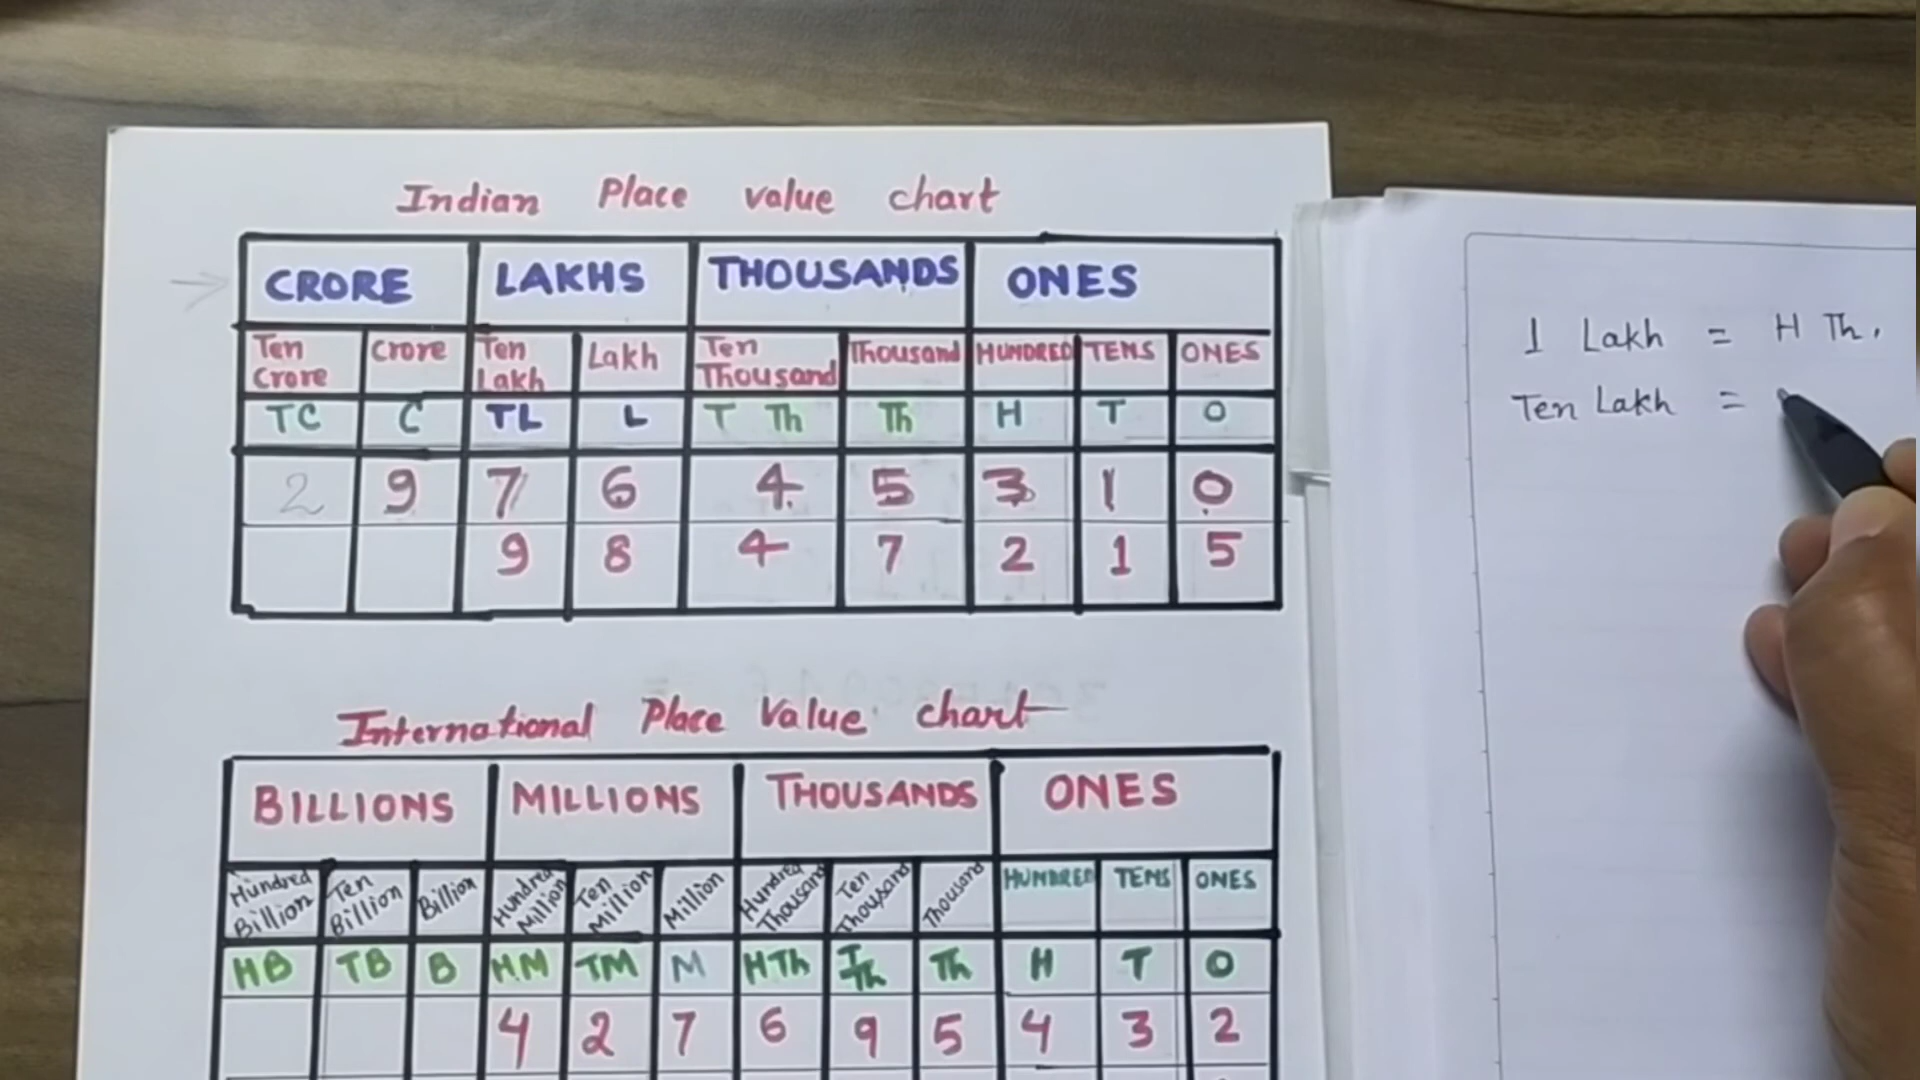 Indian Place value chart
CRORE LAKHS THOUSANDS ONES
Ten Crore Crore Ten Lakh Lakh Ten Thousand Thousand HUNDRED TENS ONES
TC C TL L T Th Th H T O
2 9 7 6 4 5 3 1 0
9 8 4 7 2 1 5
International Place Value chart
BILLIONS MILLIONS THOUSANDS ONES
Hundred Billion Ten Billion Billion Hundred Million Ten Million Million Hundred Thousand Ten Thousand Thousand HUNDRED TENS ONES
HB TB B HM TM M HTh T Th Th H T O
4 2 7 6 9 5 4 3 2
1 Lakh = H Th.
Ten Lakh =